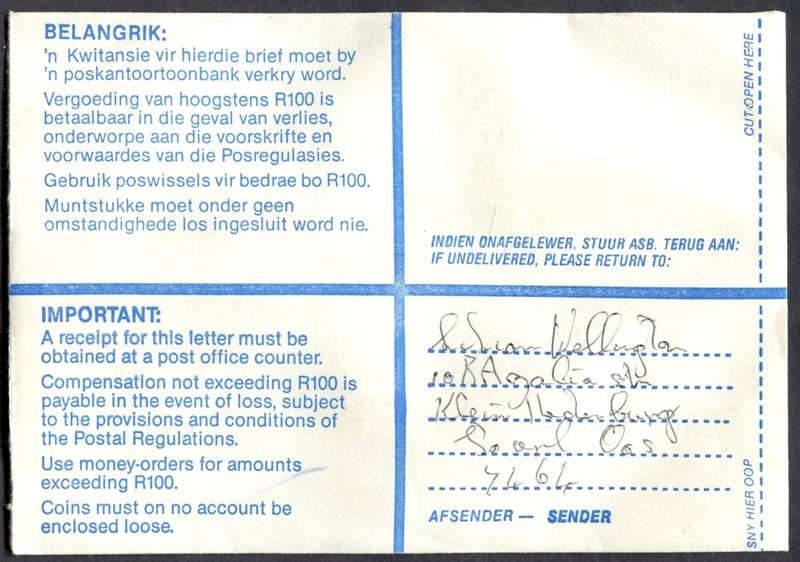 BELANGRIK:
'n Kwitansie vir hierdie brief moet by
'n poskantoortoonbank verkry word.
Vergoeding van hoogstens R100 is
betaalbaar in die geval van verlies,
onderworpe aan die voorskrifte en
voorwaardes van die Posregulasies.
Gebruik poswissels vir bedrae bo R100.
Muntstukke moet onder geen
omstandighede los ingesluit word nie.
IMPORTANT:
A receipt for this letter must be
obtained at a post office counter.
Compensation not exceeding R100 is
payable in the event of loss, subject
to the provisions and conditions of
the Postal Regulations.
Use money-orders for amounts
exceeding R100.
Coins must on no account be
enclosed loose.
CUT OPEN HERE
INDIEN ONAFGELEWER, STUUR ASB. TERUG AAN:
IF UNDELIVERED, PLEASE RETURN TO:
Wellington
Azalia str
Klein
7464
AFSENDER — SENDER
SNY HIER OOP